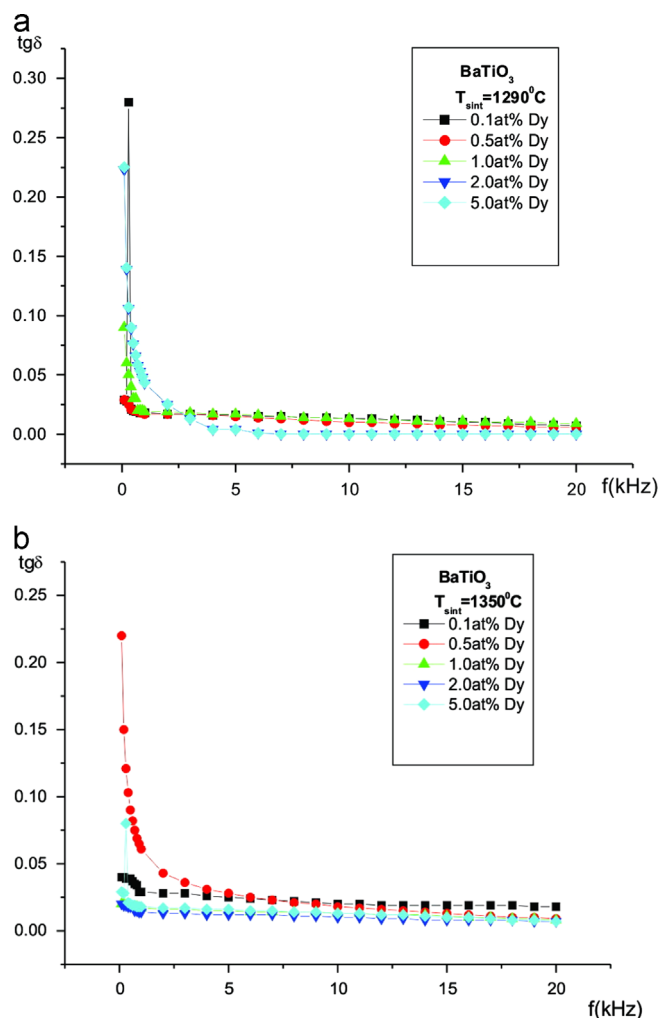 a
tgδ
0.30
0.25
0.20
0.15
0.10
0.05
0.00
0 5 10 15 20
f(kHz)
BaTiO₃
T_sint=1290⁰C
0.1at% Dy
0.5at% Dy
1.0at% Dy
2.0at% Dy
5.0at% Dy
b
tgδ
0.25
0.20
0.15
0.10
0.05
0.00
0 5 10 15 20
f(kHz)
BaTiO₃
T_sint=1350⁰C
0.1at% Dy
0.5at% Dy
1.0at% Dy
2.0at% Dy
5.0at% Dy